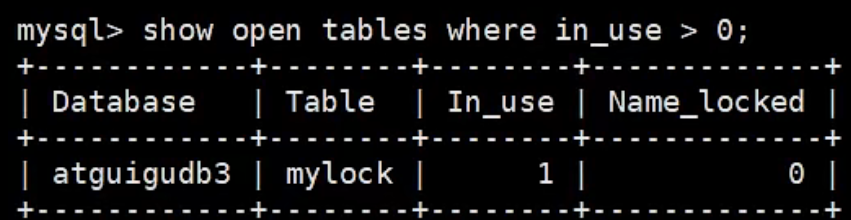 mysql> show open tables where in_use > 0;
+------------+--------+--------+-------------+
| Database   | Table  | In_use | Name_locked |
+------------+--------+--------+-------------+
| atguigudb3 | mylock |      1 |           0 |
+------------+--------+--------+-------------+